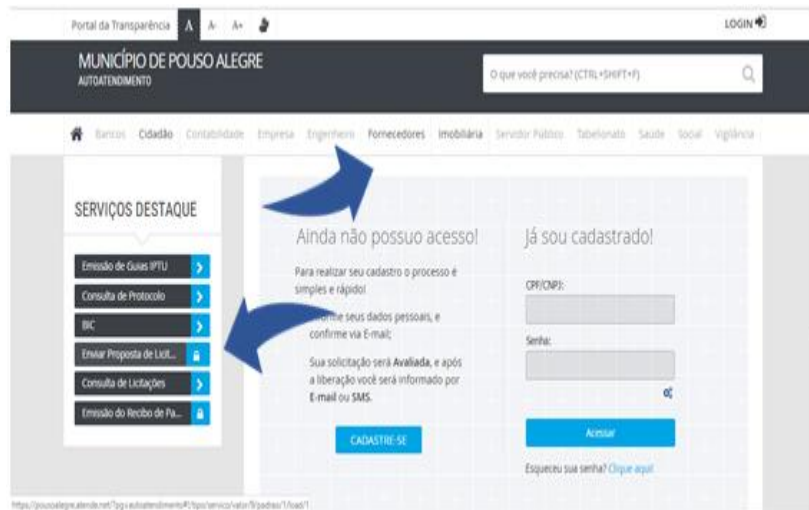 Portal da Transparência A A- A+ LOGIN
MUNICÍPIO DE POUSO ALEGRE
AUTOATENDIMENTO
O que você precisa? (CTRL+SHIFT+F)
Bancos Cidadão Contabilidade Empresa Engenheiro Fornecedores Imobiliária Servidor Público Tabelionato Saúde Social Vigilância
SERVIÇOS DESTAQUE
Emissão de Guias IPTU
Consulta de Protocolo
BIC
Enviar Proposta de Licit...
Consulta de Licitações
Emissão do Recibo de Pa...
Ainda não possuo acesso!
Para realizar seu cadastro o processo é
simples e rápido!
seus dados pessoais, e
confirme via E-mail;
Sua solicitação será Avaliada, e após
a liberação você será informado por
E-mail ou SMS.
CADASTRE-SE
Já sou cadastrado!
CPF/CNPJ:
Senha:
Acessar
Esqueceu sua senha? Clique aqui!